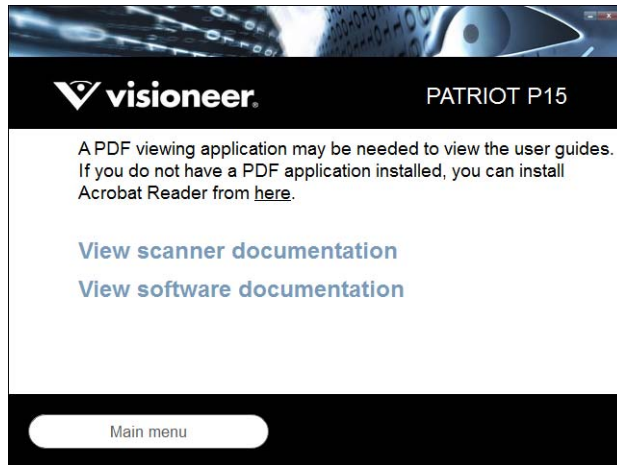 visioneer®
PATRIOT P15
A PDF viewing application may be needed to view the user guides.
If you do not have a PDF application installed, you can install
Acrobat Reader from here.
View scanner documentation
View software documentation
Main menu